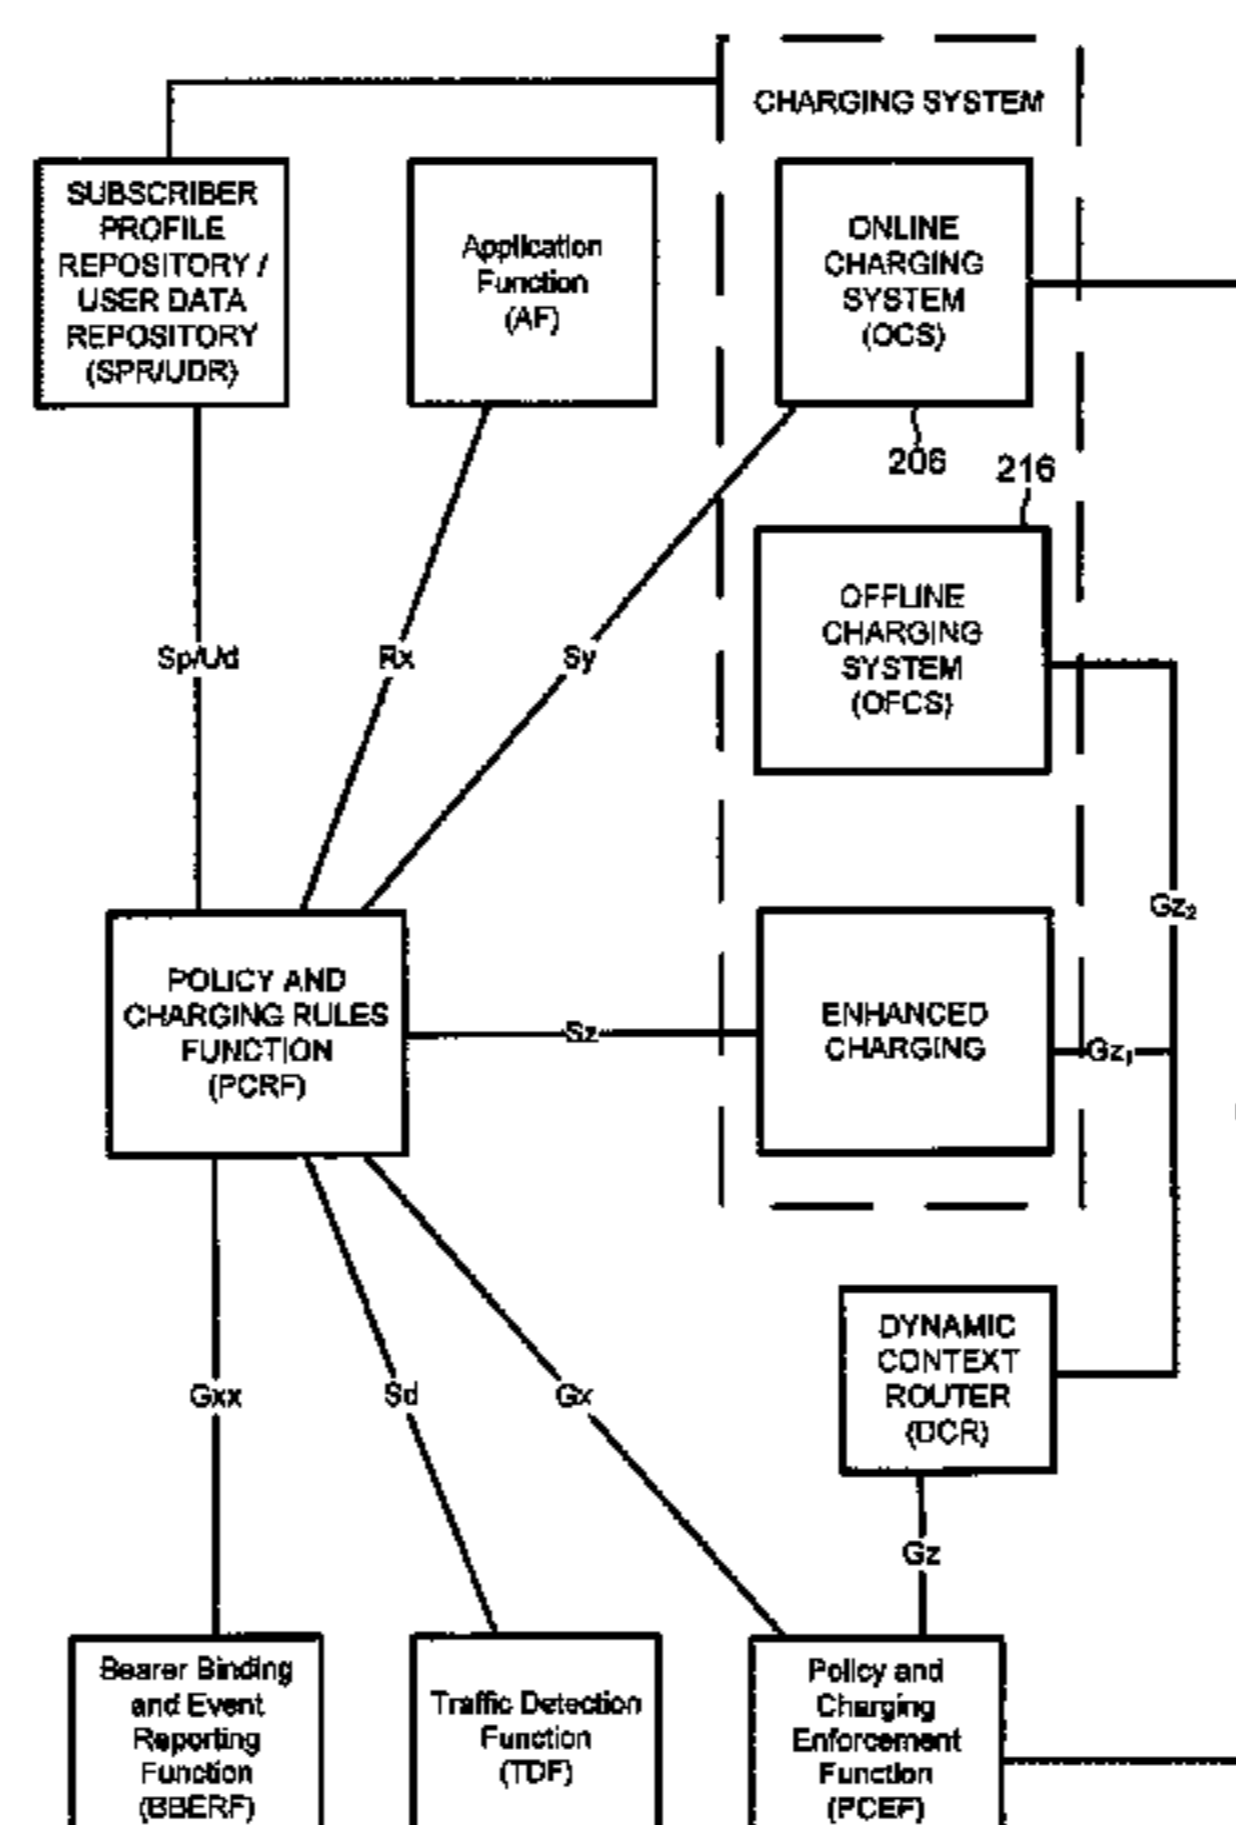 CHARGING SYSTEM
SUBSCRIBER
PROFILE
REPOSITORY /
USER DATA
REPOSITORY
(SPR/UDR)
Application
Function
(AF)
ONLINE
CHARGING
SYSTEM
(OCS)
206
216
OFFLINE
CHARGING
SYSTEM
(OFCS)
Sp/Ud
Rx
Sy
Gz₂
POLICY AND
CHARGING RULES
FUNCTION
(PCRF)
Sz
ENHANCED
CHARGING
Gz₁
DYNAMIC
CONTEXT
ROUTER
(DCR)
Gxx
Sd
Gx
Gz
Bearer Binding
and Event
Reporting
Function
(BBERF)
Traffic Detection
Function
(TDF)
Policy and
Charging
Enforcement
Function
(PCEF)